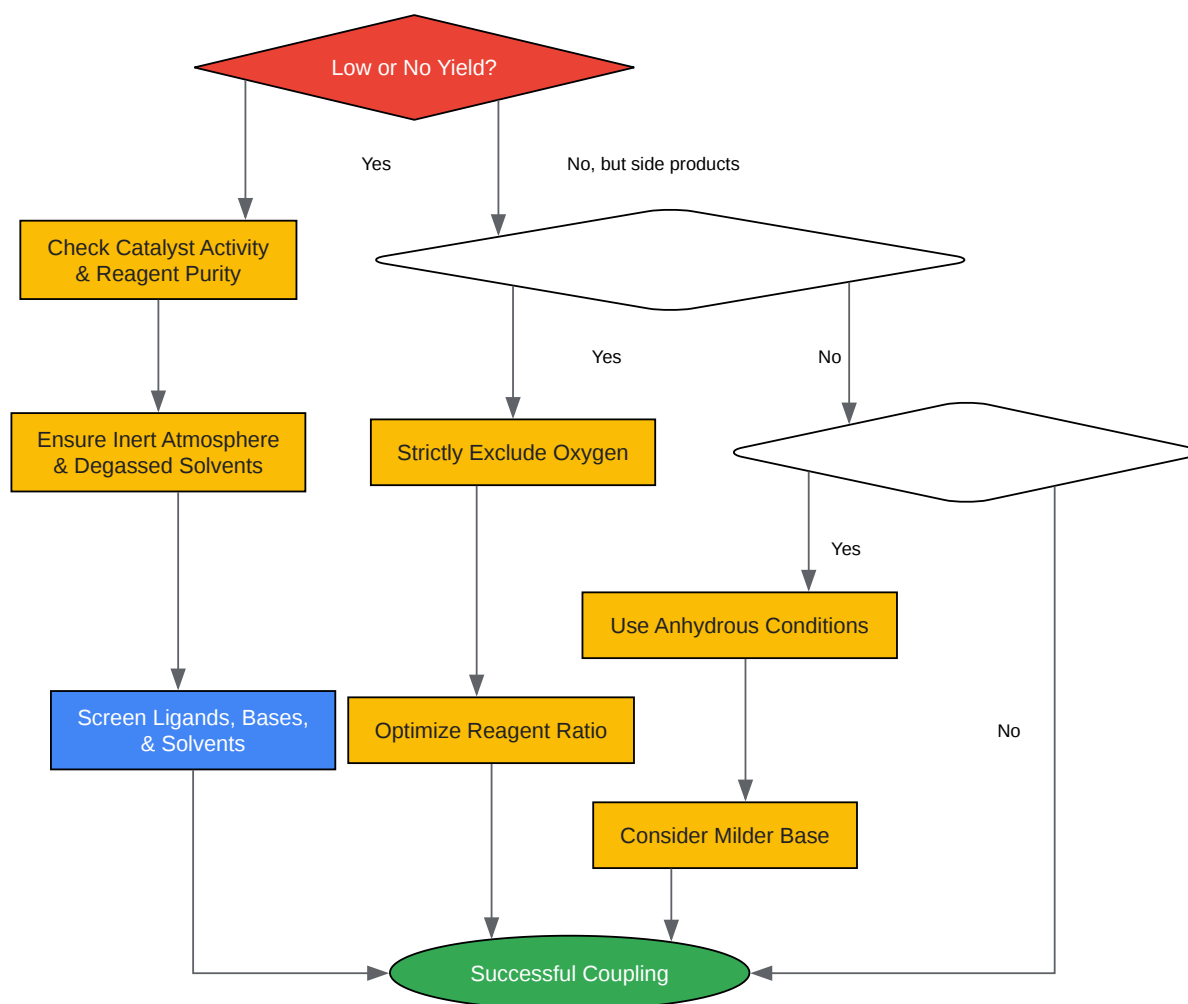 Low or No Yield?
Yes
No, but side products
Check Catalyst Activity
& Reagent Purity
Yes
No
Ensure Inert Atmosphere
& Degassed Solvents
Strictly Exclude Oxygen
Yes
Use Anhydrous Conditions
Screen Ligands, Bases,
& Solvents
Optimize Reagent Ratio
No
Consider Milder Base
Successful Coupling